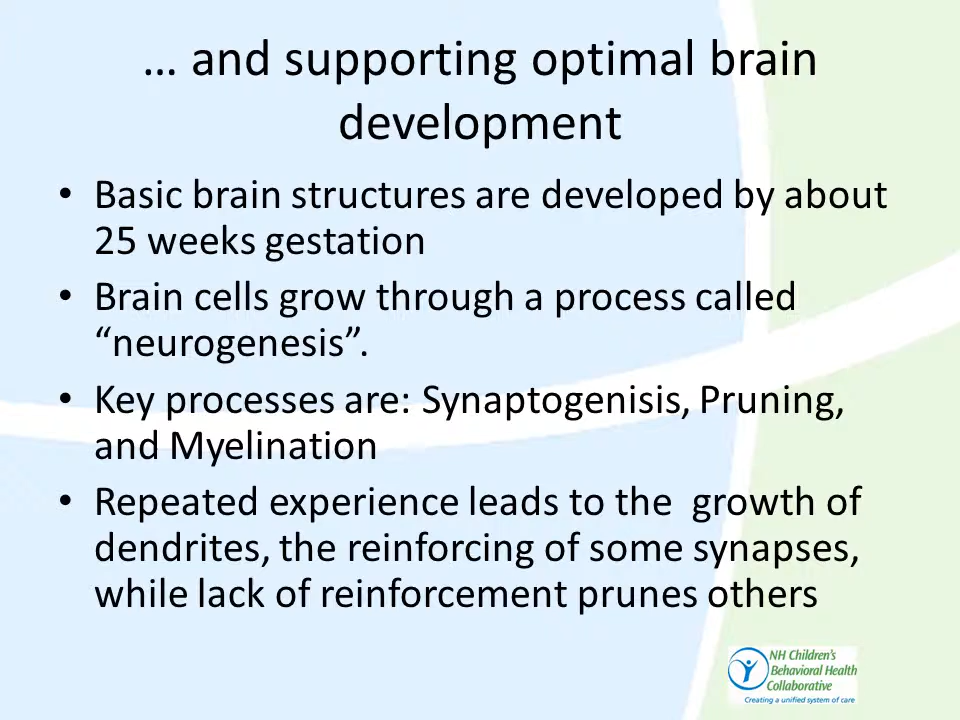 … and supporting optimal brain
development
• Basic brain structures are developed by about
25 weeks gestation
• Brain cells grow through a process called
“neurogenesis”.
• Key processes are: Synaptogenisis, Pruning,
and Myelination
• Repeated experience leads to the  growth of
dendrites, the reinforcing of some synapses,
while lack of reinforcement prunes others
NH Children's
Behavioral Health
Collaborative
Creating a unified system of care